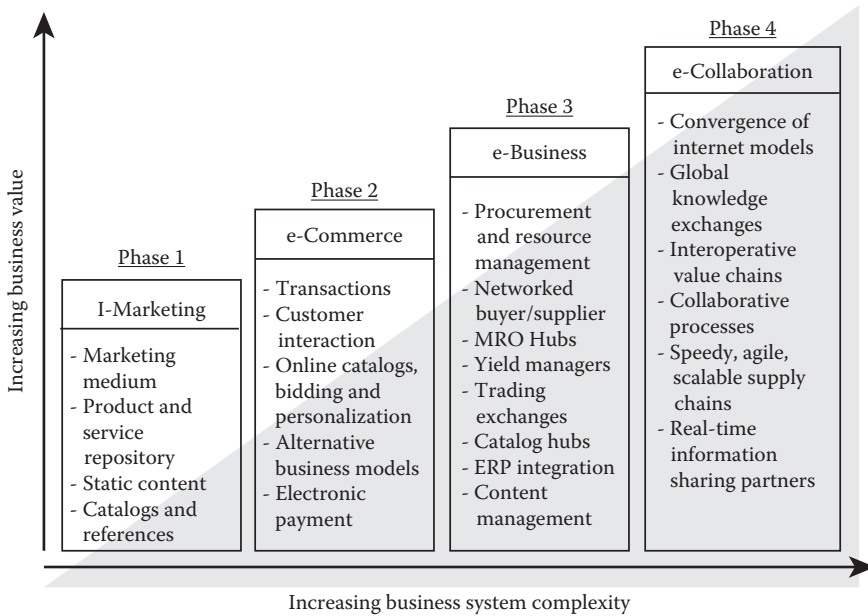 Increasing business value
Phase 1
I-Marketing
- Marketing
medium
- Product and
service
repository
- Static content
- Catalogs and
references
Phase 2
e-Commerce
- Transactions
- Customer
interaction
- Online catalogs,
bidding and
personalization
- Alternative
business models
- Electronic
payment
Phase 3
e-Business
- Procurement
and resource
management
- Networked
buyer/supplier
- MRO Hubs
- Yield managers
- Trading
exchanges
- Catalog hubs
- ERP integration
- Content
management
Phase 4
e-Collaboration
- Convergence of
internet models
- Global
knowledge
exchanges
- Interoperative
value chains
- Collaborative
processes
- Speedy, agile,
scalable supply
chains
- Real-time
information
sharing partners
Increasing business system complexity